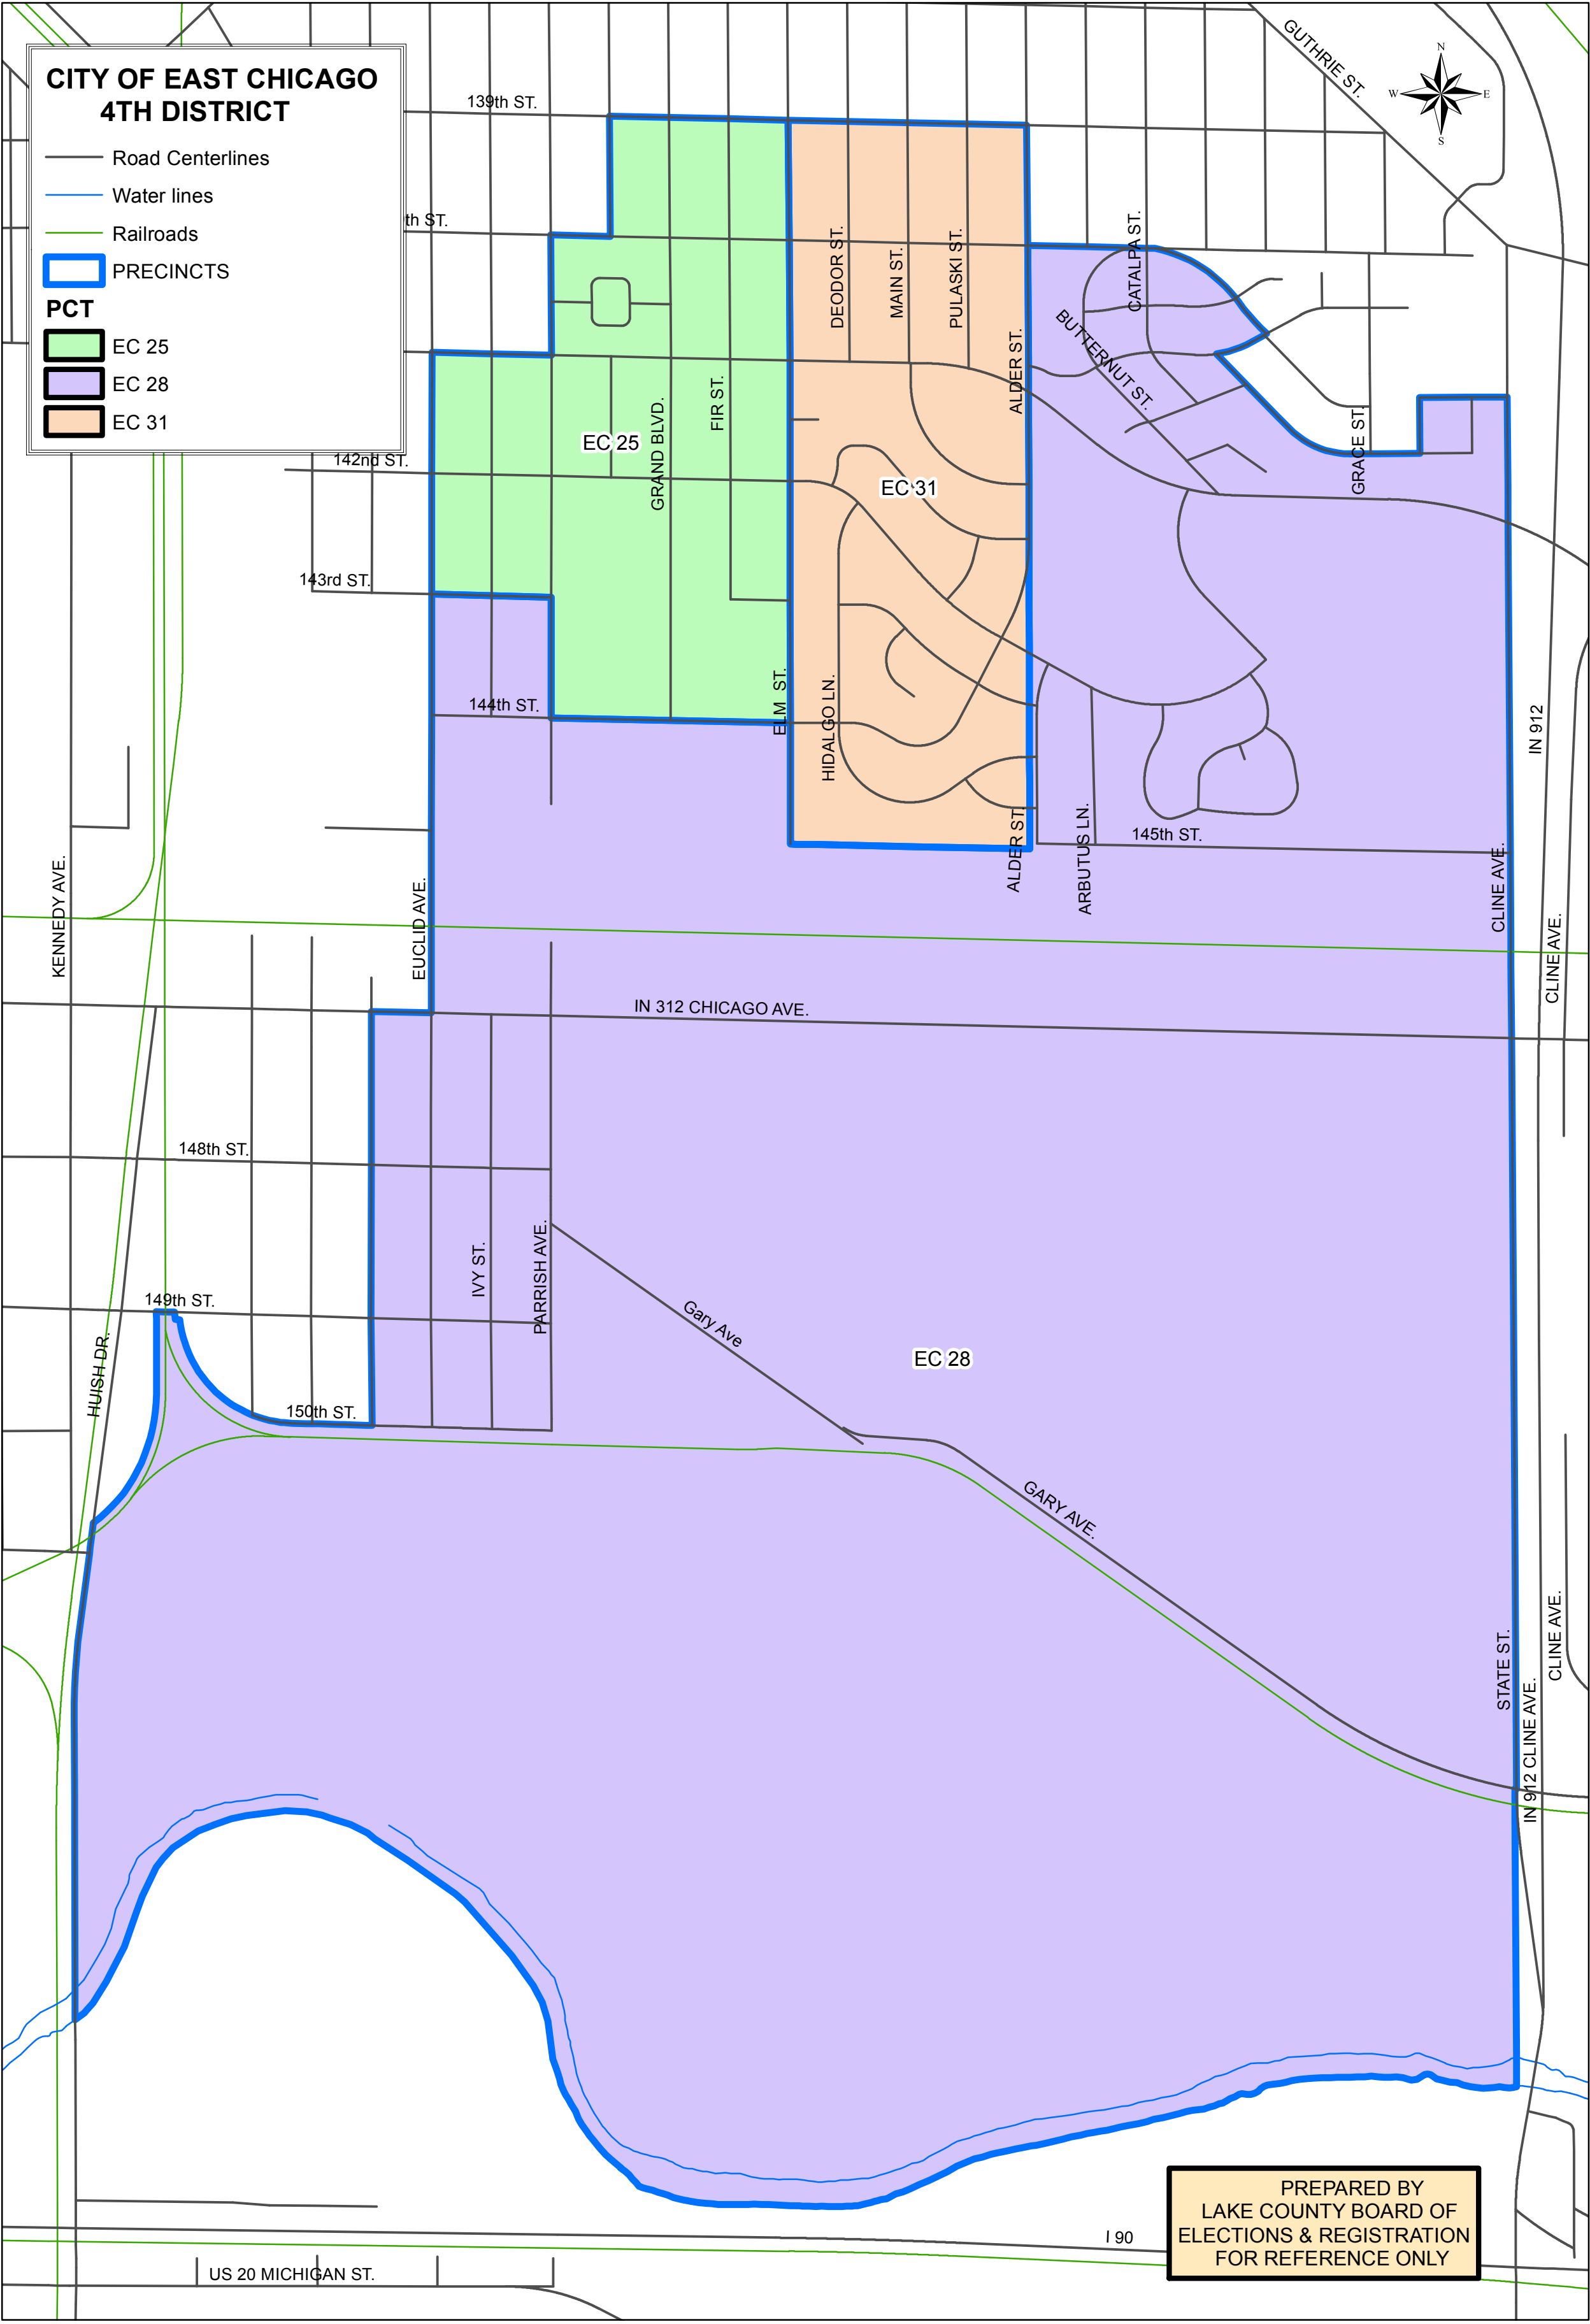 CITY OF EAST CHICAGO
4TH DISTRICT
Road Centerlines
Water lines
Railroads
PRECINCTS
PCT
EC 25
EC 28
EC 31
GUTHRIE ST.
N
W
E
S
139th ST.
th ST.
DEODOR ST.
MAIN ST.
PULASKI ST.
CATALPA ST.
BUTTERNUT ST.
ALDER ST.
FIR ST.
GRAND BLVD.
EC 25
GRACE ST.
142nd ST.
EC 31
143rd ST.
144th ST.
ELM ST.
HIDALGO LN.
IN 912
ALDER ST.
ARBUTUS LN.
145th ST.
KENNEDY AVE.
EUCLID AVE.
CLINE AVE.
CLINE AVE.
IN 312 CHICAGO AVE.
148th ST.
IVY ST.
PARRISH AVE.
149th ST.
Gary Ave
HUISH DR.
EC 28
150th ST.
GARY AVE.
STATE ST.
CLINE AVE.
IN 912 CLINE AVE.
I 90
US 20 MICHIGAN ST.
PREPARED BY
LAKE COUNTY BOARD OF
ELECTIONS & REGISTRATION
FOR REFERENCE ONLY